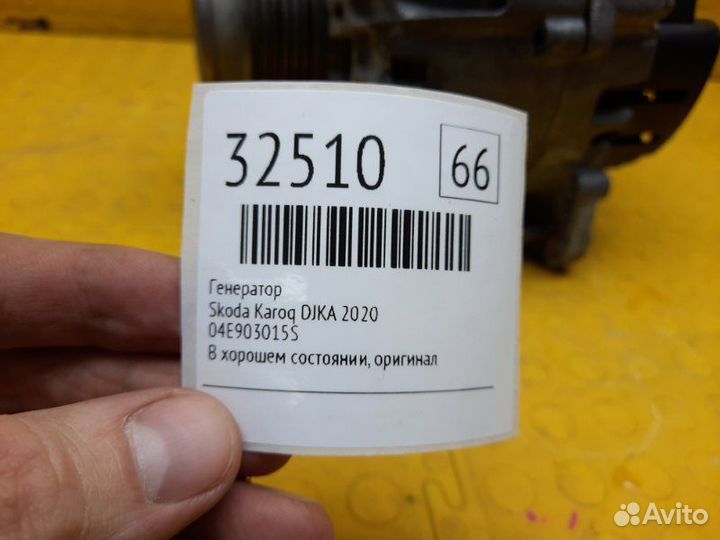 32510
66
Генератор
Skoda Karoq DJKA 2020
04E903015S
В хорошем состоянии, оригинал
Avito